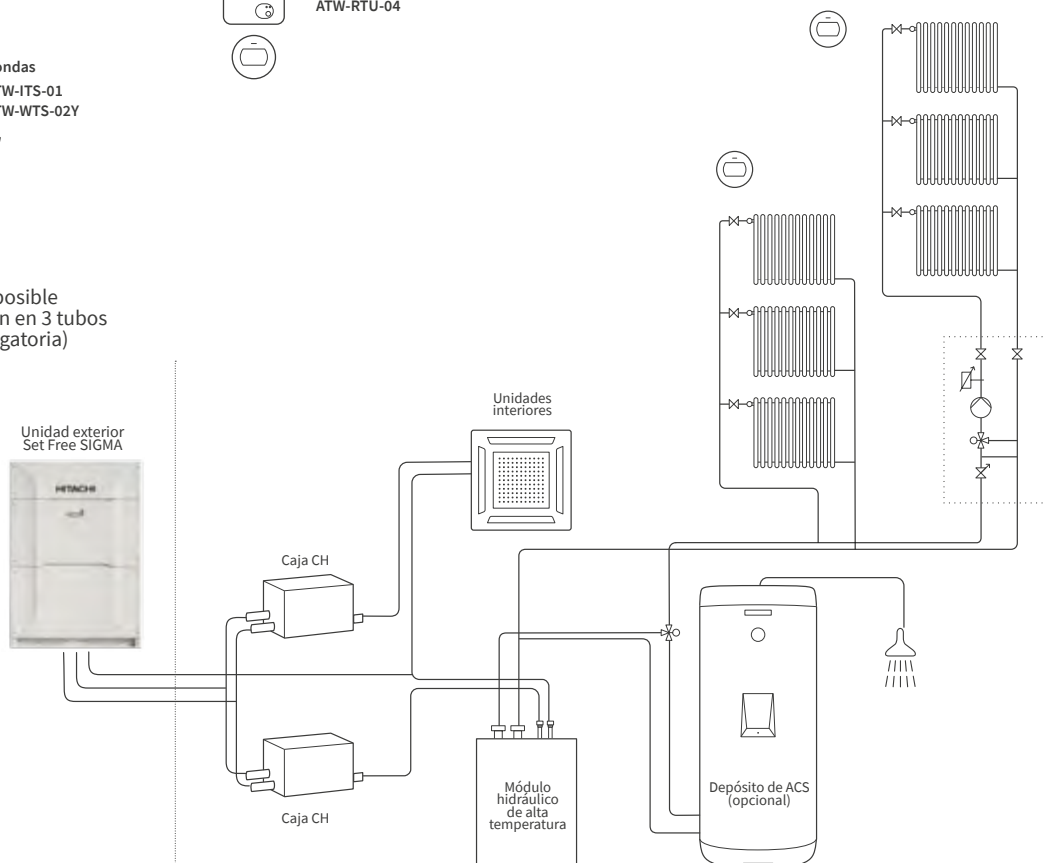 ATW-RTU-04
ondas
TW-ITS-01
TW-WTS-02Y
posible
n en 3 tubos
gatoria)
Unidades
interiores
Unidad exterior
Set Free SIGMA
HITACHI
Caja CH
Caja CH
Módulo
hidráulico
de alta
temperatura
Depósito de ACS
(opcional)